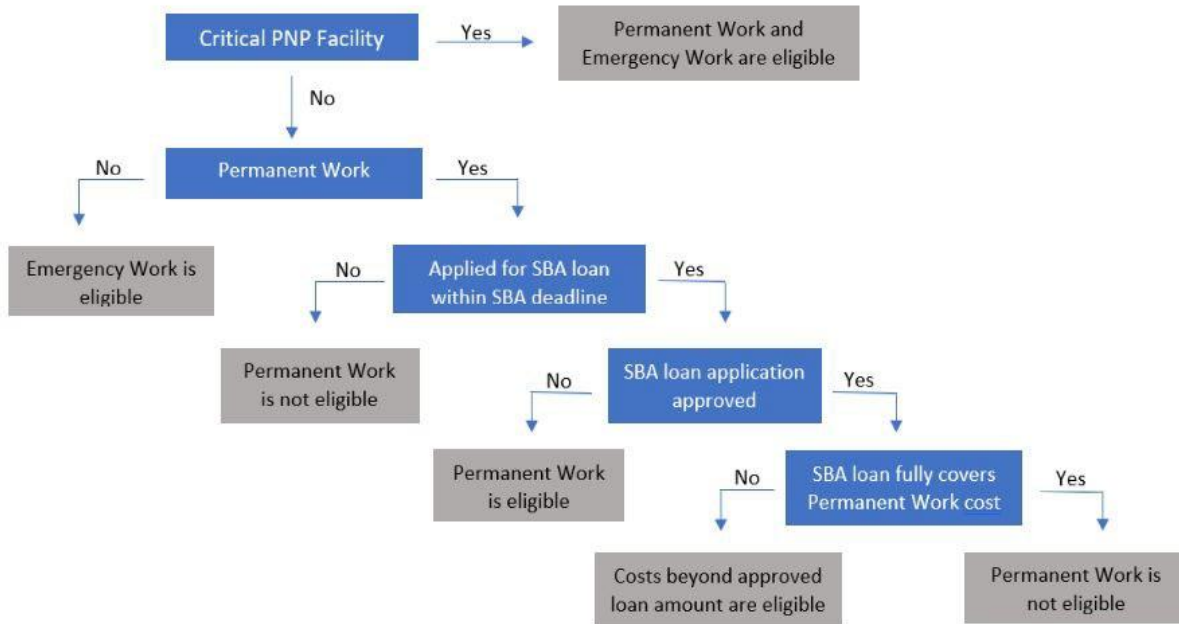 Critical PNP Facility
Yes
Permanent Work and
Emergency Work are eligible
No
Permanent Work
No
Yes
Emergency Work is
eligible
Applied for SBA loan
within SBA deadline
No
Yes
Permanent Work
is not eligible
SBA loan application
approved
No
Yes
Permanent Work
is eligible
SBA loan fully covers
Permanent Work cost
No
Yes
Costs beyond approved
loan amount are eligible
Permanent Work is
not eligible